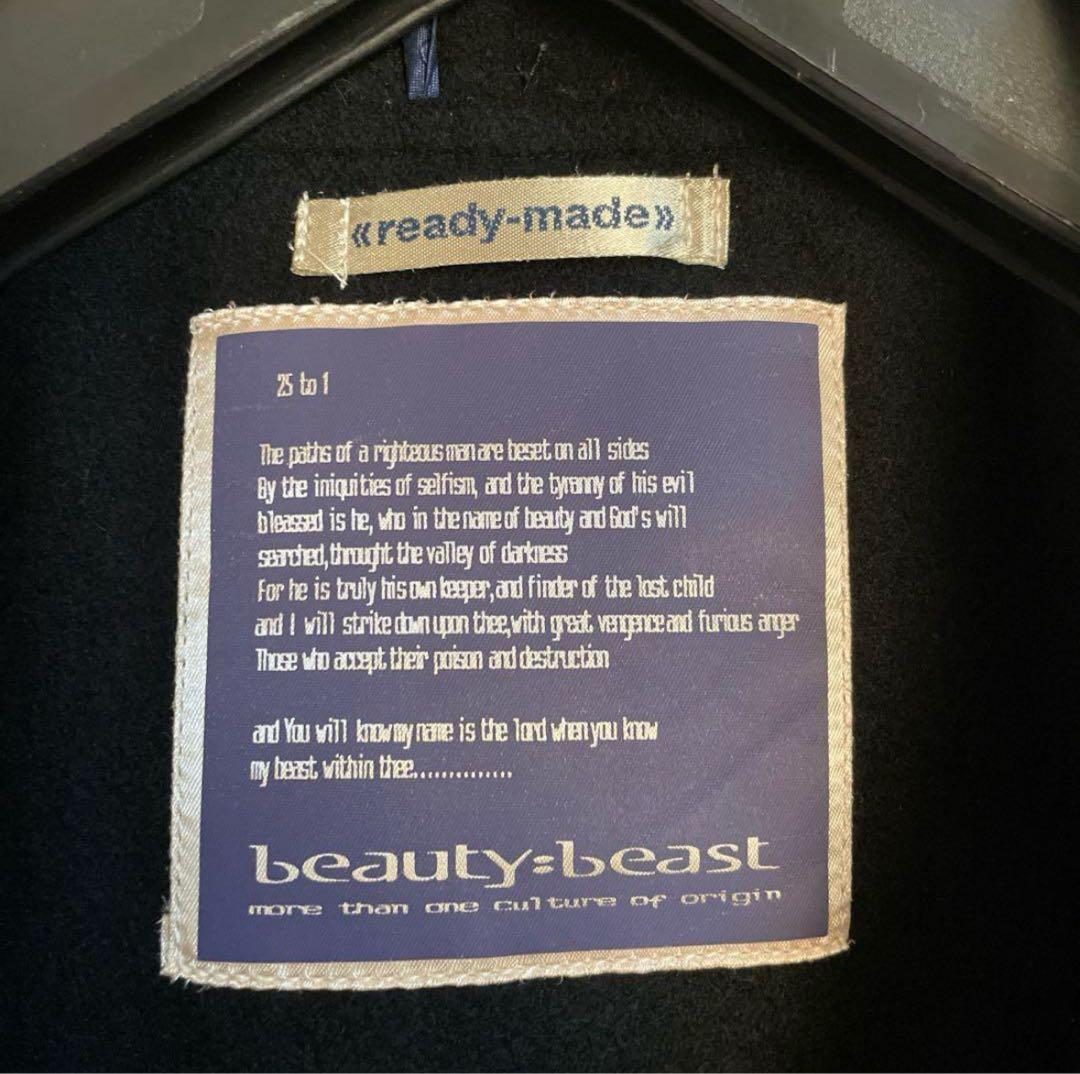 «ready-made»
25 to 1
The paths of a righteous man are beset on all sides
By the iniquities of selfism, and the tyranny of his evil
bleassed is he, who in the name of beauty and God's will
searched, throught the valley of darkness
For he is truly his own keeper, and finder of the lost child
and I will strike down upon thee, with great vengence and furious anger
Those who accept their poison and destruction
and You will know my name is the lord when you know
my beast within thee..............
beauty:beast
more than one culture of origin